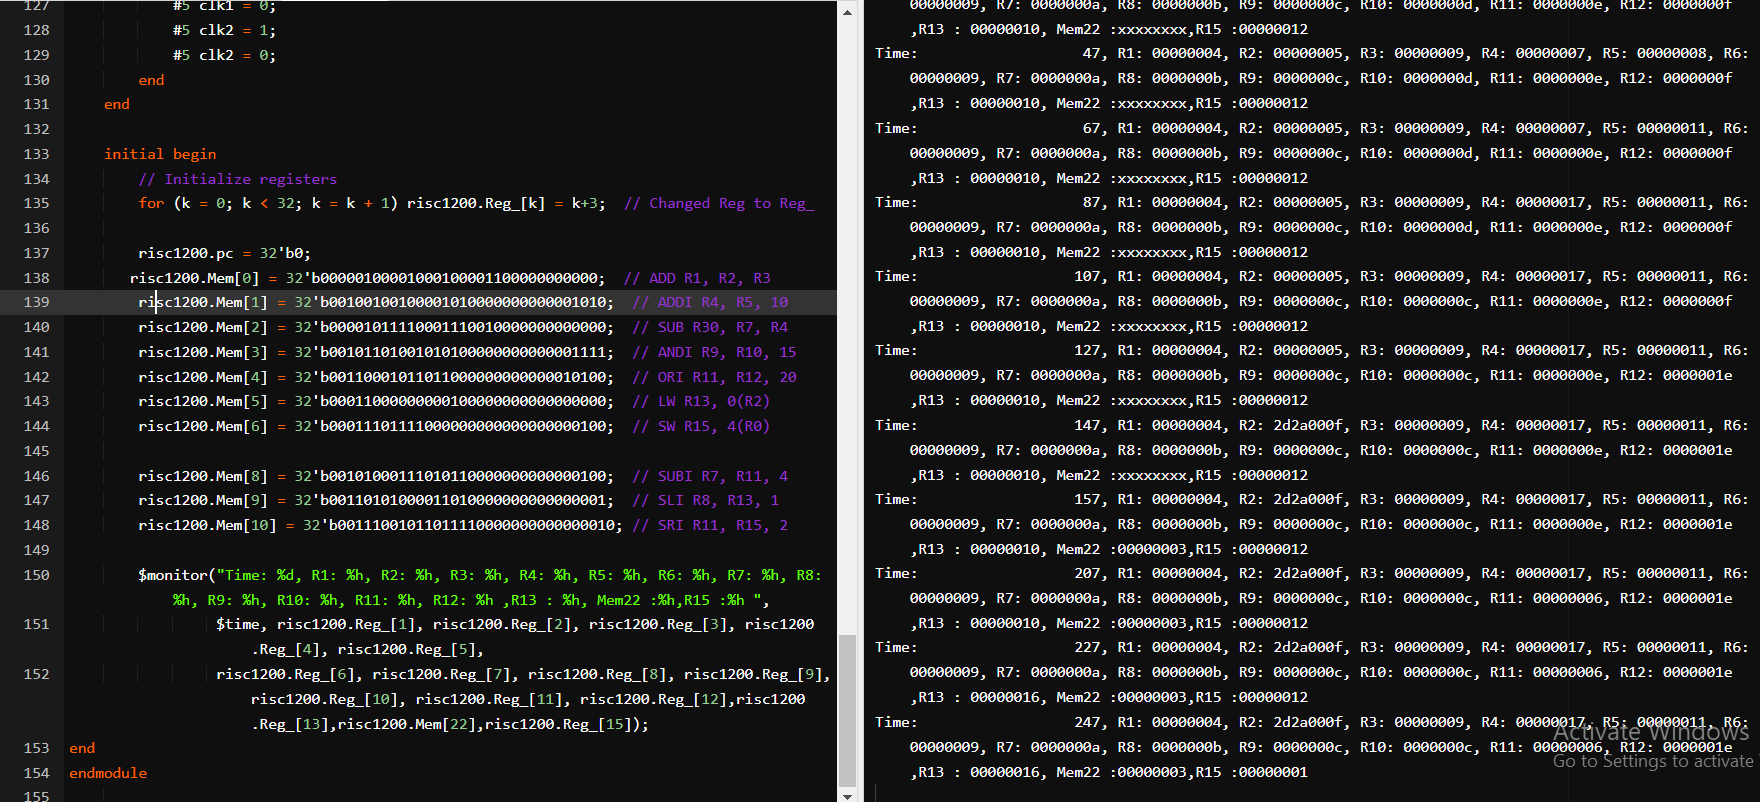 127 #5 clk1 = 0;
128 #5 clk2 = 1;
129 #5 clk2 = 0;
130 end
131 end
132
133 initial begin
134 // Initialize registers
135 for (k = 0; k < 32; k = k + 1) risc1200.Reg_[k] = k+3;  // Changed Reg to Reg_
136
137 risc1200.pc = 32'b0;
138 risc1200.Mem[0] = 32'b00000100001000100001100000000000;  // ADD R1, R2, R3
139 risc1200.Mem[1] = 32'b00100100100001010000000000001010;  // ADDI R4, R5, 10
140 risc1200.Mem[2] = 32'b00001011110001110010000000000000;  // SUB R30, R7, R4
141 risc1200.Mem[3] = 32'b00101101001010100000000000001111;  // ANDI R9, R10, 15
142 risc1200.Mem[4] = 32'b00110001011011000000000000010100;  // ORI R11, R12, 20
143 risc1200.Mem[5] = 32'b00011000000000100000000000000000;  // LW R13, 0(R2)
144 risc1200.Mem[6] = 32'b00011101111000000000000000000100;  // SW R15, 4(R0)
145
146 risc1200.Mem[8] = 32'b00101000111010110000000000000100;  // SUBI R7, R11, 4
147 risc1200.Mem[9] = 32'b00110101000011010000000000000001;  // SLI R8, R13, 1
148 risc1200.Mem[10] = 32'b00111001011011110000000000000010; // SRI R11, R15, 2
149
150 $monitor("Time: %d, R1: %h, R2: %h, R3: %h, R4: %h, R5: %h, R6: %h, R7: %h, R8:
%h, R9: %h, R10: %h, R11: %h, R12: %h ,R13 : %h, Mem22 :%h,R15 :%h ",
151 $time, risc1200.Reg_[1], risc1200.Reg_[2], risc1200.Reg_[3], risc1200
.Reg_[4], risc1200.Reg_[5],
152 risc1200.Reg_[6], risc1200.Reg_[7], risc1200.Reg_[8], risc1200.Reg_[9],
risc1200.Reg_[10], risc1200.Reg_[11], risc1200.Reg_[12],risc1200
.Reg_[13],risc1200.Mem[22],risc1200.Reg_[15]);
153 end
154 endmodule
155
00000009, R7: 0000000a, R8: 0000000b, R9: 0000000c, R10: 0000000d, R11: 0000000e, R12: 0000000f
,R13 : 00000010, Mem22 :xxxxxxxx,R15 :00000012
Time: 47, R1: 00000004, R2: 00000005, R3: 00000009, R4: 00000007, R5: 00000008, R6:
00000009, R7: 0000000a, R8: 0000000b, R9: 0000000c, R10: 0000000d, R11: 0000000e, R12: 0000000f
,R13 : 00000010, Mem22 :xxxxxxxx,R15 :00000012
Time: 67, R1: 00000004, R2: 00000005, R3: 00000009, R4: 00000007, R5: 00000011, R6:
00000009, R7: 0000000a, R8: 0000000b, R9: 0000000c, R10: 0000000d, R11: 0000000e, R12: 0000000f
,R13 : 00000010, Mem22 :xxxxxxxx,R15 :00000012
Time: 87, R1: 00000004, R2: 00000005, R3: 00000009, R4: 00000017, R5: 00000011, R6:
00000009, R7: 0000000a, R8: 0000000b, R9: 0000000c, R10: 0000000d, R11: 0000000e, R12: 0000000f
,R13 : 00000010, Mem22 :xxxxxxxx,R15 :00000012
Time: 107, R1: 00000004, R2: 00000005, R3: 00000009, R4: 00000017, R5: 00000011, R6:
00000009, R7: 0000000a, R8: 0000000b, R9: 0000000c, R10: 0000000c, R11: 0000000e, R12: 0000000f
,R13 : 00000010, Mem22 :xxxxxxxx,R15 :00000012
Time: 127, R1: 00000004, R2: 00000005, R3: 00000009, R4: 00000017, R5: 00000011, R6:
00000009, R7: 0000000a, R8: 0000000b, R9: 0000000c, R10: 0000000c, R11: 0000000e, R12: 0000001e
,R13 : 00000010, Mem22 :xxxxxxxx,R15 :00000012
Time: 147, R1: 00000004, R2: 2d2a000f, R3: 00000009, R4: 00000017, R5: 00000011, R6:
00000009, R7: 0000000a, R8: 0000000b, R9: 0000000c, R10: 0000000c, R11: 0000000e, R12: 0000001e
,R13 : 00000010, Mem22 :xxxxxxxx,R15 :00000012
Time: 157, R1: 00000004, R2: 2d2a000f, R3: 00000009, R4: 00000017, R5: 00000011, R6:
00000009, R7: 0000000a, R8: 0000000b, R9: 0000000c, R10: 0000000c, R11: 0000000e, R12: 0000001e
,R13 : 00000010, Mem22 :00000003,R15 :00000012
Time: 207, R1: 00000004, R2: 2d2a000f, R3: 00000009, R4: 00000017, R5: 00000011, R6:
00000009, R7: 0000000a, R8: 0000000b, R9: 0000000c, R10: 0000000c, R11: 00000006, R12: 0000001e
,R13 : 00000010, Mem22 :00000003,R15 :00000012
Time: 227, R1: 00000004, R2: 2d2a000f, R3: 00000009, R4: 00000017, R5: 00000011, R6:
00000009, R7: 0000000a, R8: 0000000b, R9: 0000000c, R10: 0000000c, R11: 00000006, R12: 0000001e
,R13 : 00000016, Mem22 :00000003,R15 :00000012
Time: 247, R1: 00000004, R2: 2d2a000f, R3: 00000009, R4: 00000017, R5: 00000011, R6:
00000009, R7: 0000000a, R8: 0000000b, R9: 0000000c, R10: 0000000c, R11: 00000006, R12: 0000001e
,R13 : 00000016, Mem22 :00000003,R15 :00000001
Activate Windows
Go to Settings to activate